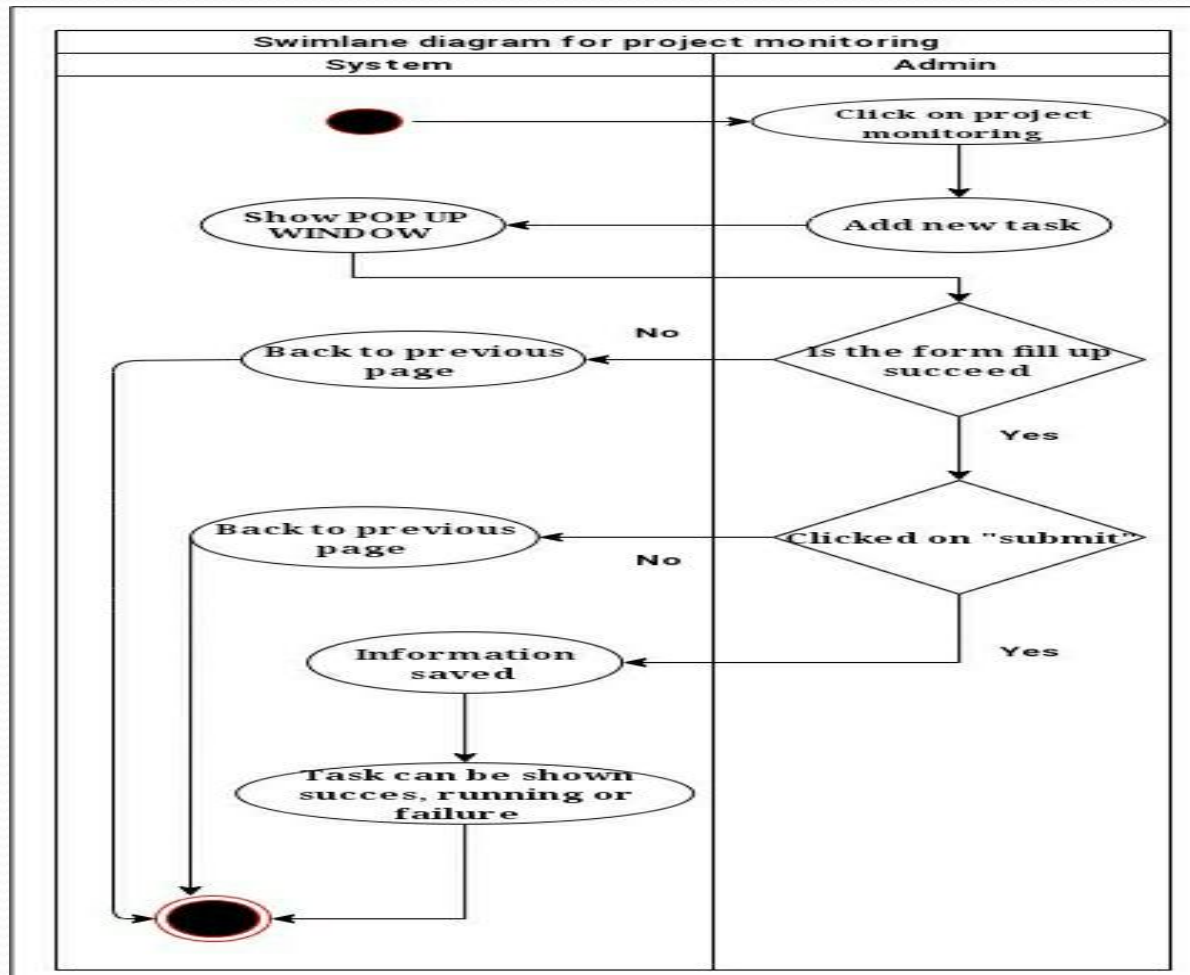 Swimlane diagram for project monitoring
System
Admin
Click on project
monitoring
Show POP UP
WINDOW
Add new task
No
Back to previous
page
Is the form fill up
succeed
Yes
Back to previous
page
Clicked on "submit"
No
Information
saved
Yes
Task can be shown
succes, running or
failure